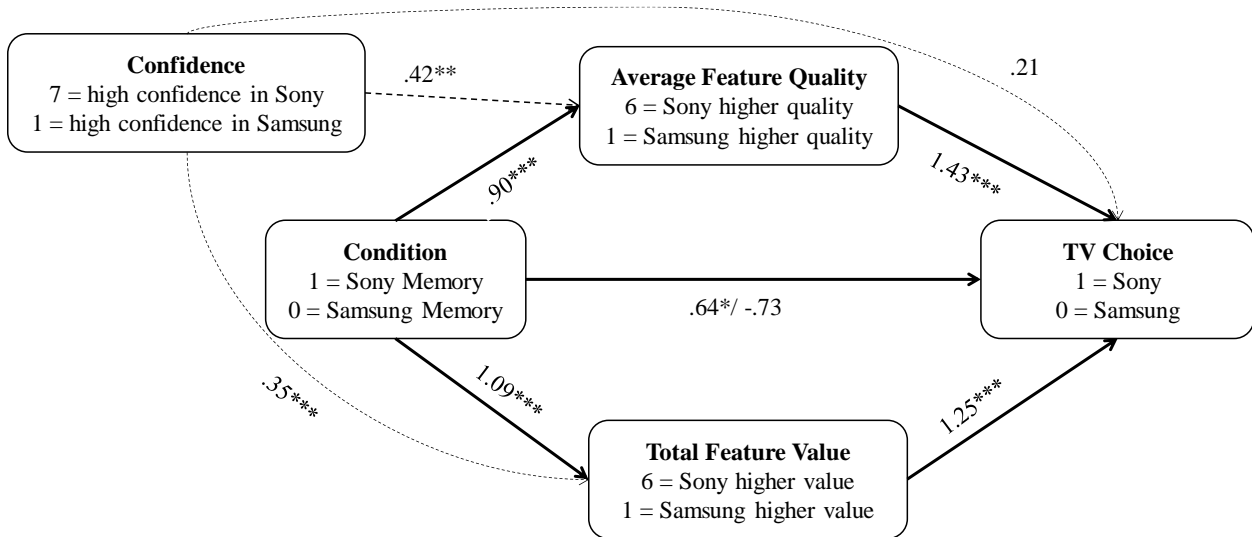 Confidence
7 = high confidence in Sony
1 = high confidence in Samsung
.42**
Average Feature Quality
6 = Sony higher quality
1 = Samsung higher quality
.21
.90***
1.43***
Condition
1 = Sony Memory
0 = Samsung Memory
.64*/ -.73
TV Choice
1 = Sony
0 = Samsung
.35***
1.09***
1.25***
Total Feature Value
6 = Sony higher value
1 = Samsung higher value